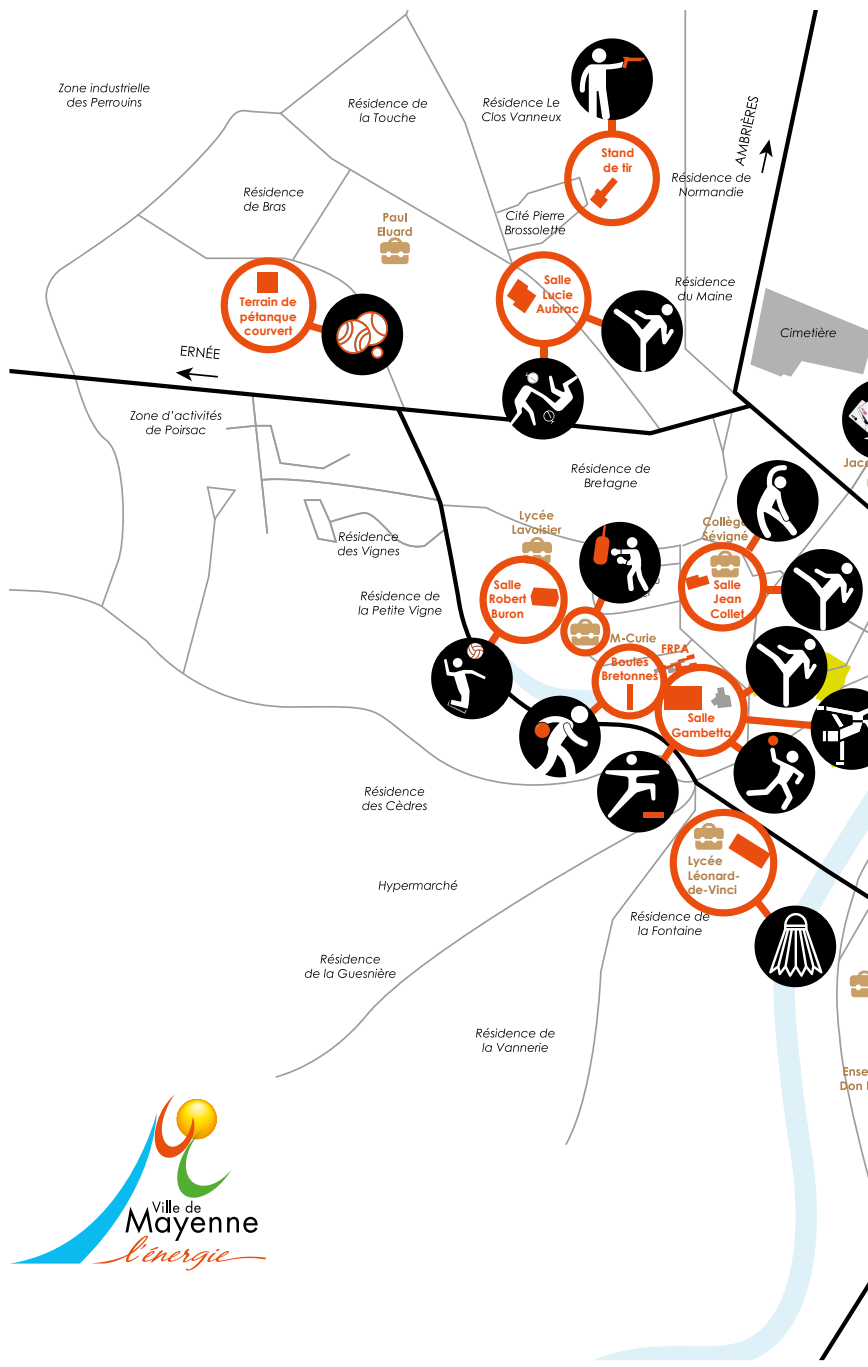 Zone industrielle
des Perrouins
Résidence de
la Touche
Résidence Le
Clos Vanneux
Stand
de tir
AMBRIÈRES
Résidence de
Normandie
Résidence
de Bras
Paul
Eluard
Cité Pierre
Brossolette
Terrain de
pétanque
courvert
Salle
Lucie
Aubrac
Résidence
du Maine
Cimetière
ERNÉE
Zone d'activités
de Poirsac
Résidence de
Bretagne
Jace
Lycée
Lavoisier
Collège
Sévigné
Résidence
des Vignes
Résidence de
la Petite Vigne
Salle
Robert
Buron
Salle
Jean
Collet
M-Curie
FRPA
Boules
Bretonnes
Salle
Gambetta
Résidence
des Cèdres
Lycée
Léonard-
de-Vinci
Hypermarché
Résidence de
la Fontaine
Résidence
de la Guesnière
Résidence de
la Vannerie
Ense
Don
Ville de
Mayenne
l'énergie